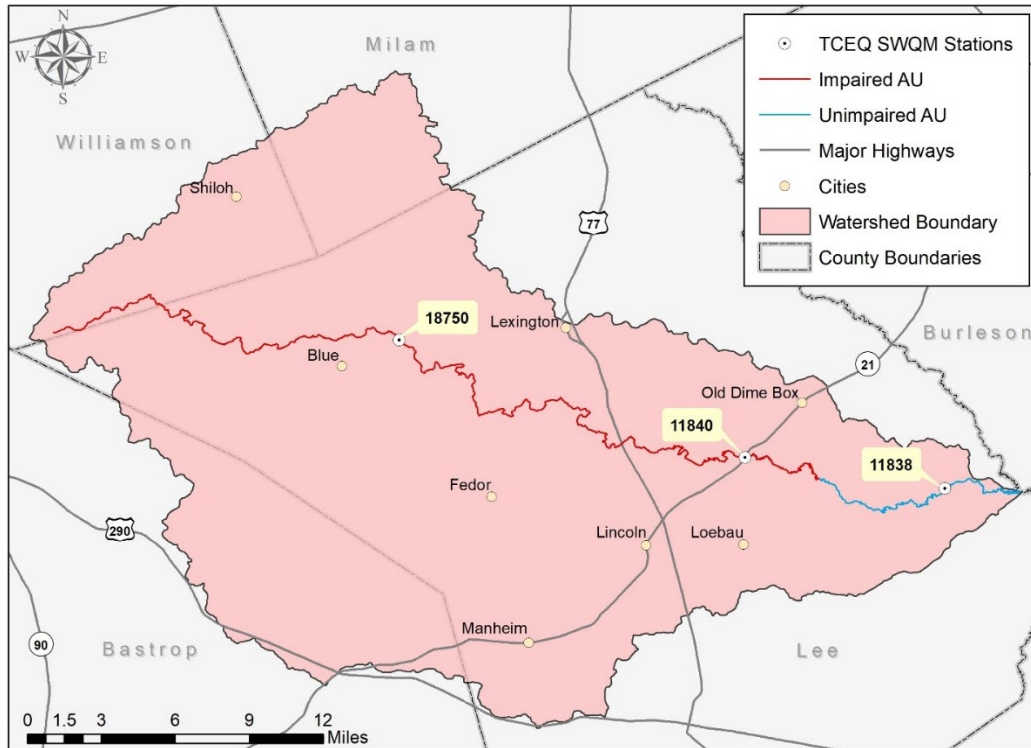 N
W
E
S
Milam
Williamson
Shiloh
77
18750
Lexington
Blue
Burleson
21
Old Dime Box
11840
11838
Fedor
290
Lincoln
Loebau
Manheim
Bastrop
Lee
90
0 1.5 3 6 9 12
Miles
TCEQ SWQM Stations
Impaired AU
Unimpaired AU
Major Highways
Cities
Watershed Boundary
County Boundaries